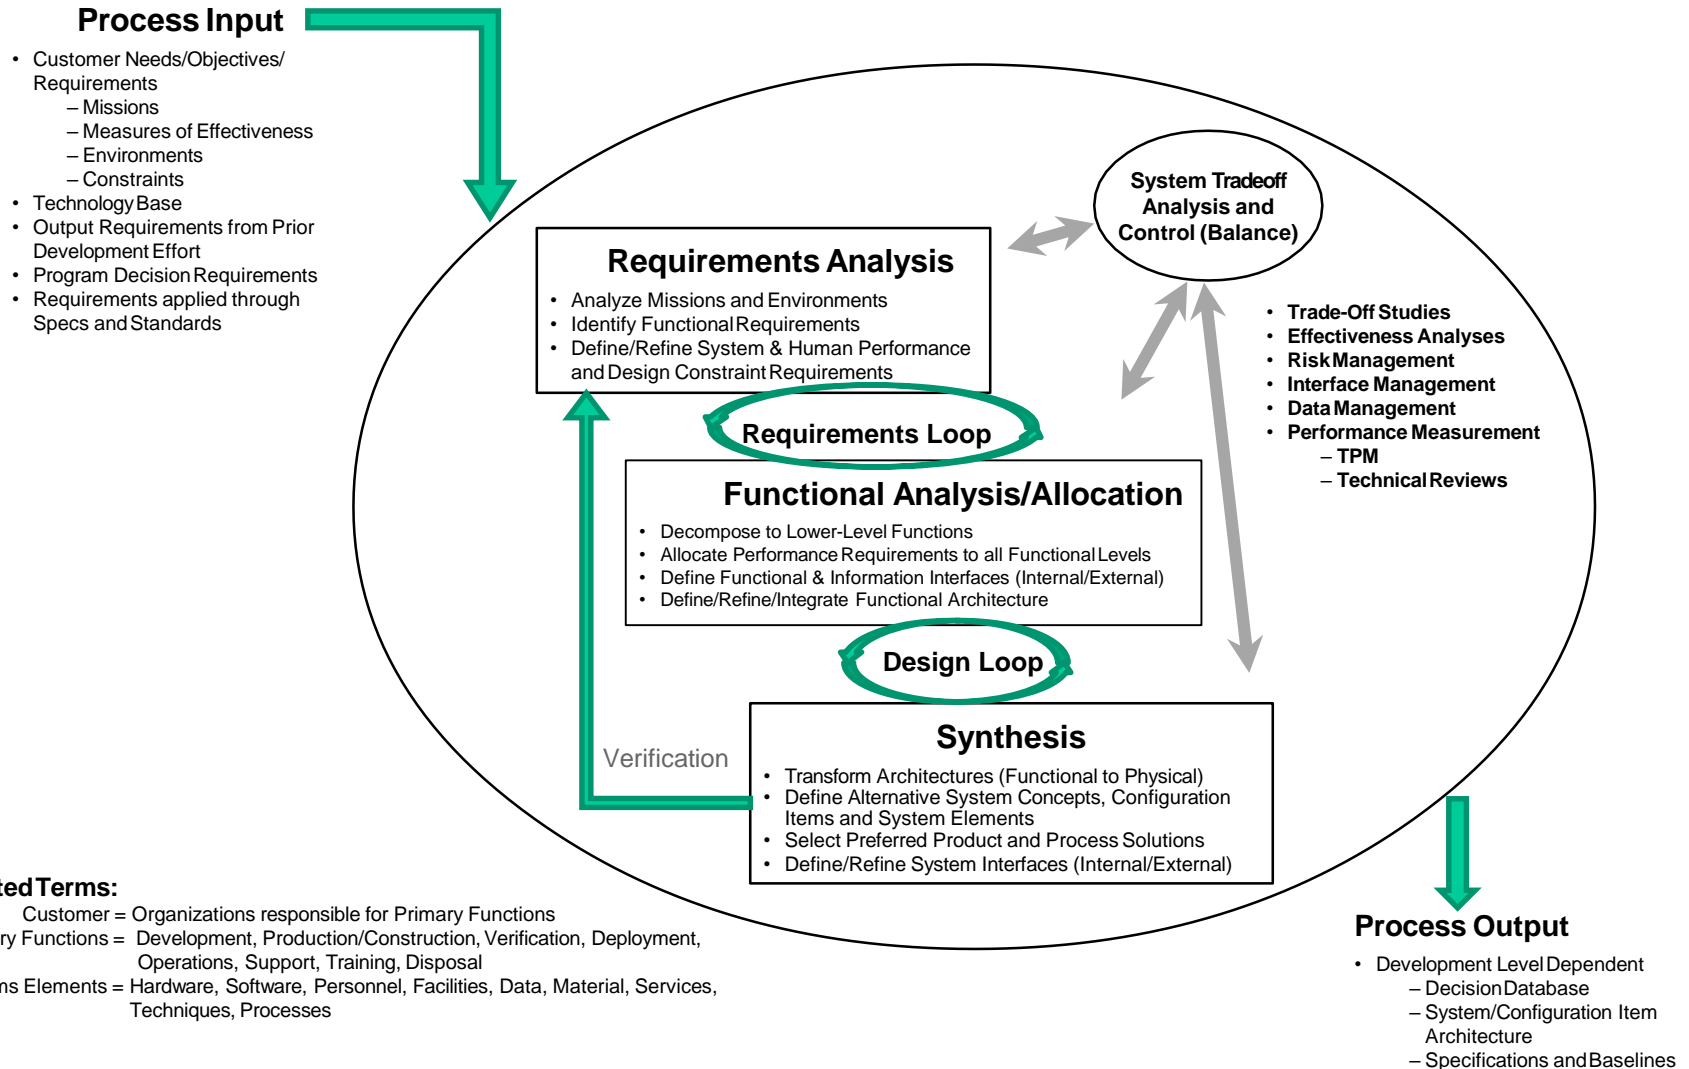 Process Input
• Customer Needs/Objectives/
Requirements
– Missions
– Measures of Effectiveness
– Environments
– Constraints
• Technology Base
• Output Requirements from Prior
Development Effort
• Program Decision Requirements
• Requirements applied through
Specs and Standards
System Tradeoff
Analysis and
Control (Balance)
Requirements Analysis
• Analyze Missions and Environments
• Identify Functional Requirements
• Define/Refine System & Human Performance
and Design Constraint Requirements
• Trade-Off Studies
• Effectiveness Analyses
• Risk Management
• Interface Management
• Data Management
• Performance Measurement
– TPM
– Technical Reviews
Requirements Loop
Functional Analysis/Allocation
• Decompose to Lower-Level Functions
• Allocate Performance Requirements to all Functional Levels
• Define Functional & Information Interfaces (Internal/External)
• Define/Refine/Integrate Functional Architecture
Design Loop
Synthesis
• Transform Architectures (Functional to Physical)
• Define Alternative System Concepts, Configuration
Items and System Elements
• Select Preferred Product and Process Solutions
• Define/Refine System Interfaces (Internal/External)
Verification
ted Terms:
Customer = Organizations responsible for Primary Functions
ry Functions = Development, Production/Construction, Verification, Deployment,
Operations, Support, Training, Disposal
ms Elements = Hardware, Software, Personnel, Facilities, Data, Material, Services,
Techniques, Processes
Process Output
• Development Level Dependent
– Decision Database
– System/Configuration Item
Architecture
– Specifications and Baselines